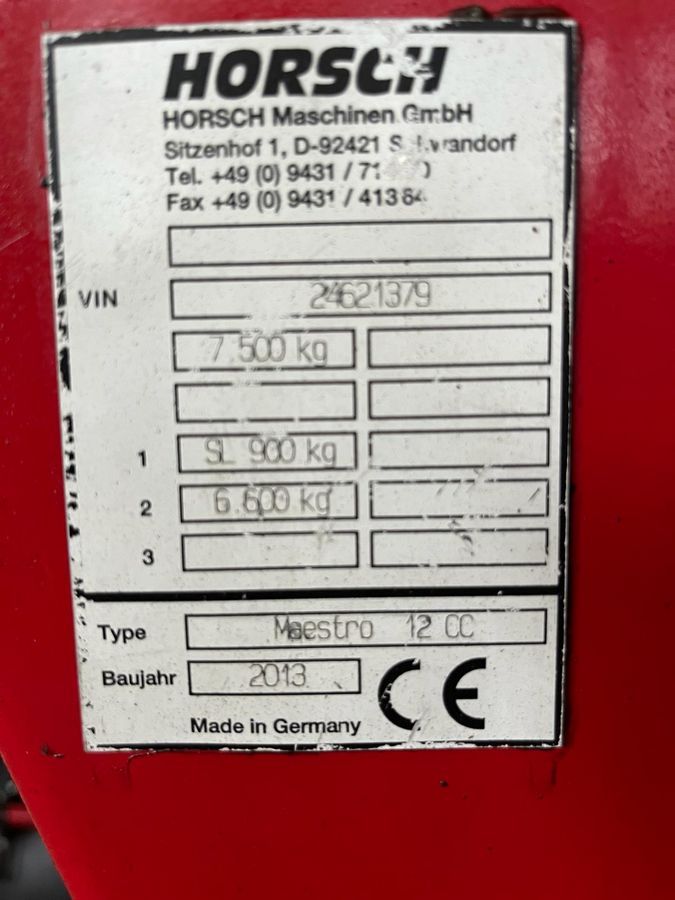 HORSCH
HORSCH Maschinen GmbH
Sitzenhof 1, D-92421
Tel. +49 (0) 9431 /
Fax +49 (0) 9431 / 41364
VIN 24621379
7.500 kg
1 SL 900 kg
2 6.600 kg
3
Type Maestro 12 CC
Baujahr 2013 CE
Made in Germany